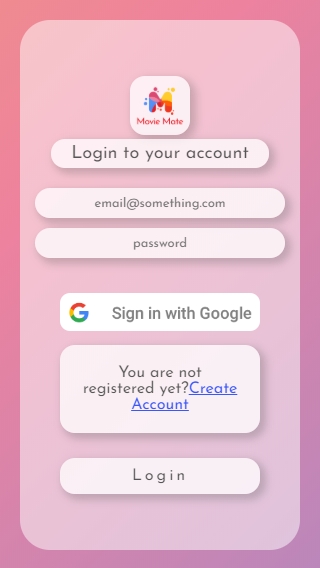 Movie Mate
Login to your account
email@something.com
password
Sign in with Google
You are not
registered yet?Create
Account
Login